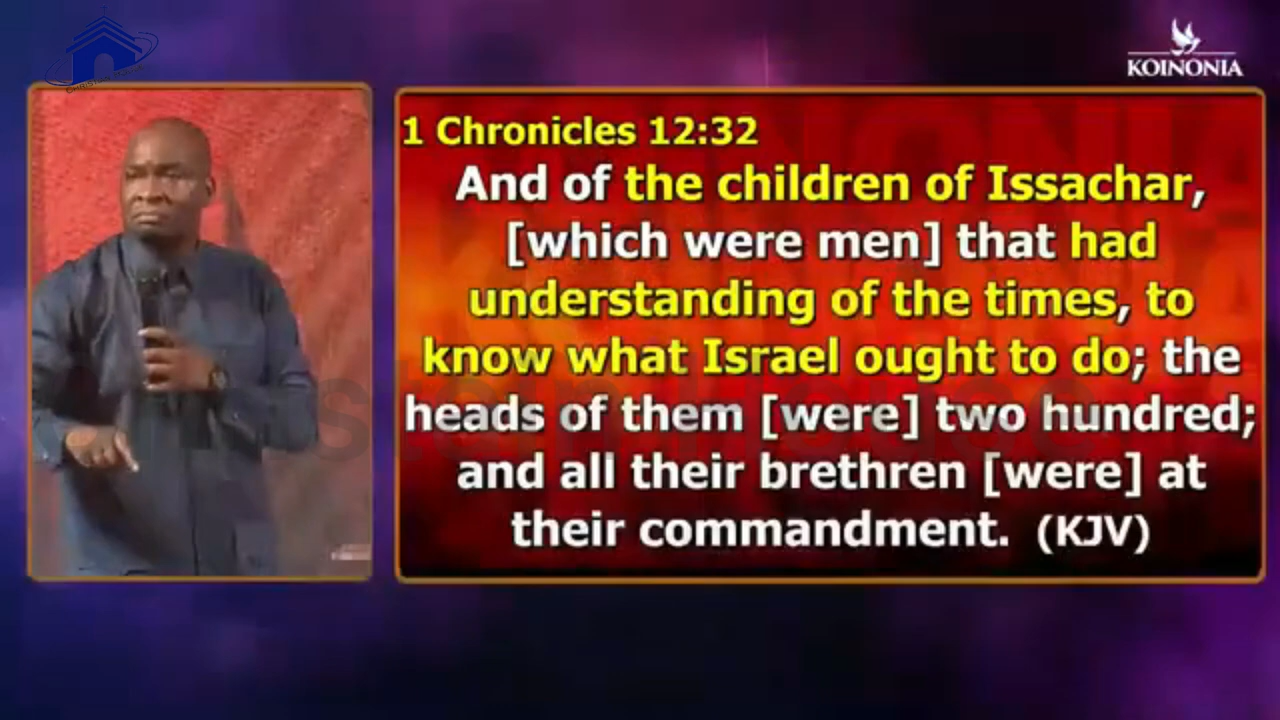 KOINONIA
1 Chronicles 12:32
And of the children of Issachar,
[which were men] that had
understanding of the times, to
know what Israel ought to do; the
heads of them [were] two hundred;
and all their brethren [were] at
their commandment. (KJV)